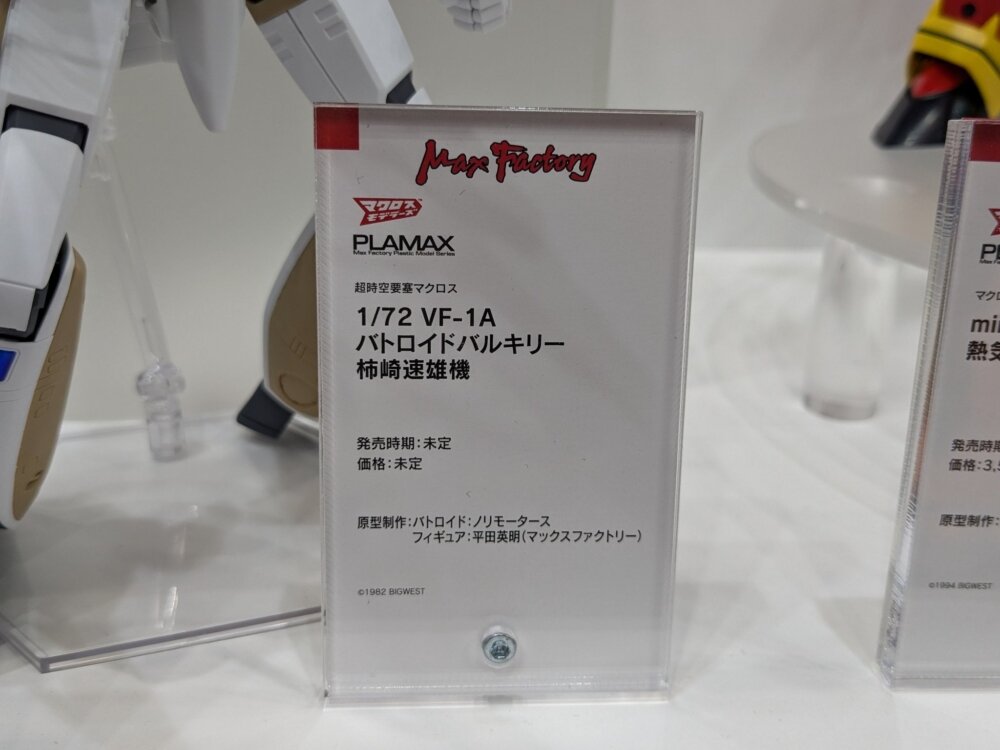 Max Factory
マクロス
モデラーズ
PLAMAX
Max Factory Plastic Model Series
超時空要塞マクロス
1/72 VF-1A
バトロイドバルキリー
柿崎速雄機
発売時期：未定
価格：未定
原型制作：バトロイド：ノリモータース
フィギュア：平田英明（マックスファクトリー）
©1982 BIGWEST
マクロ
mi
熱気
発売時期
価格：3,5
原型制作：
©1994 BIGWEST